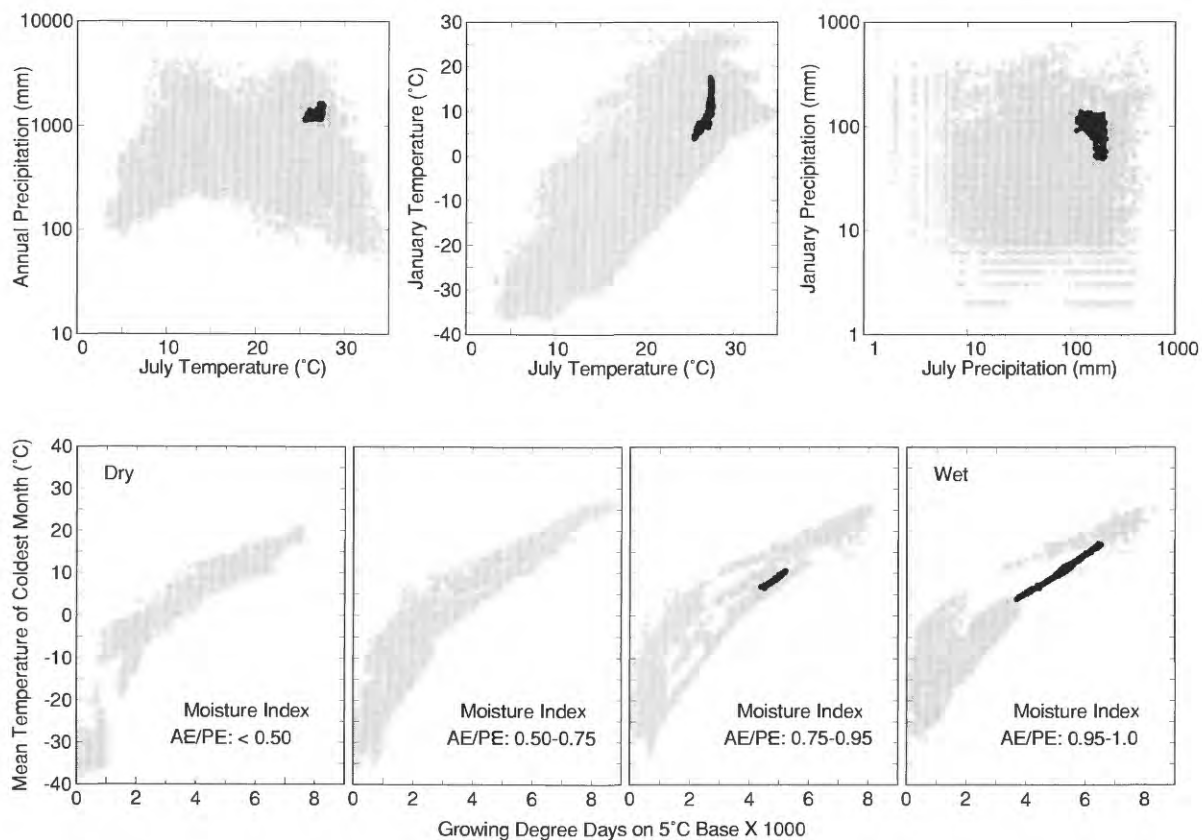 Annual Precipitation (mm)
10000
1000
100
10
0 10 20 30
July Temperature (°C)
January Temperature (°C)
30
20
10
0
-10
-20
-30
-40
0 10 20 30
July Temperature (°C)
January Precipitation (mm)
1000
100
10
1
1 10 100 1000
July Precipitation (mm)
Mean Temperature of Coldest Month (°C)
40
30
20
10
0
-10
-20
-30
-40
Dry
Moisture Index
AE/PE: < 0.50
0 2 4 6 8
Moisture Index
AE/PE: 0.50-0.75
0 2 4 6 8
Moisture Index
AE/PE: 0.75-0.95
0 2 4 6 8
Wet
Moisture Index
AE/PE: 0.95-1.0
0 2 4 6 8
Growing Degree Days on 5°C Base X 1000